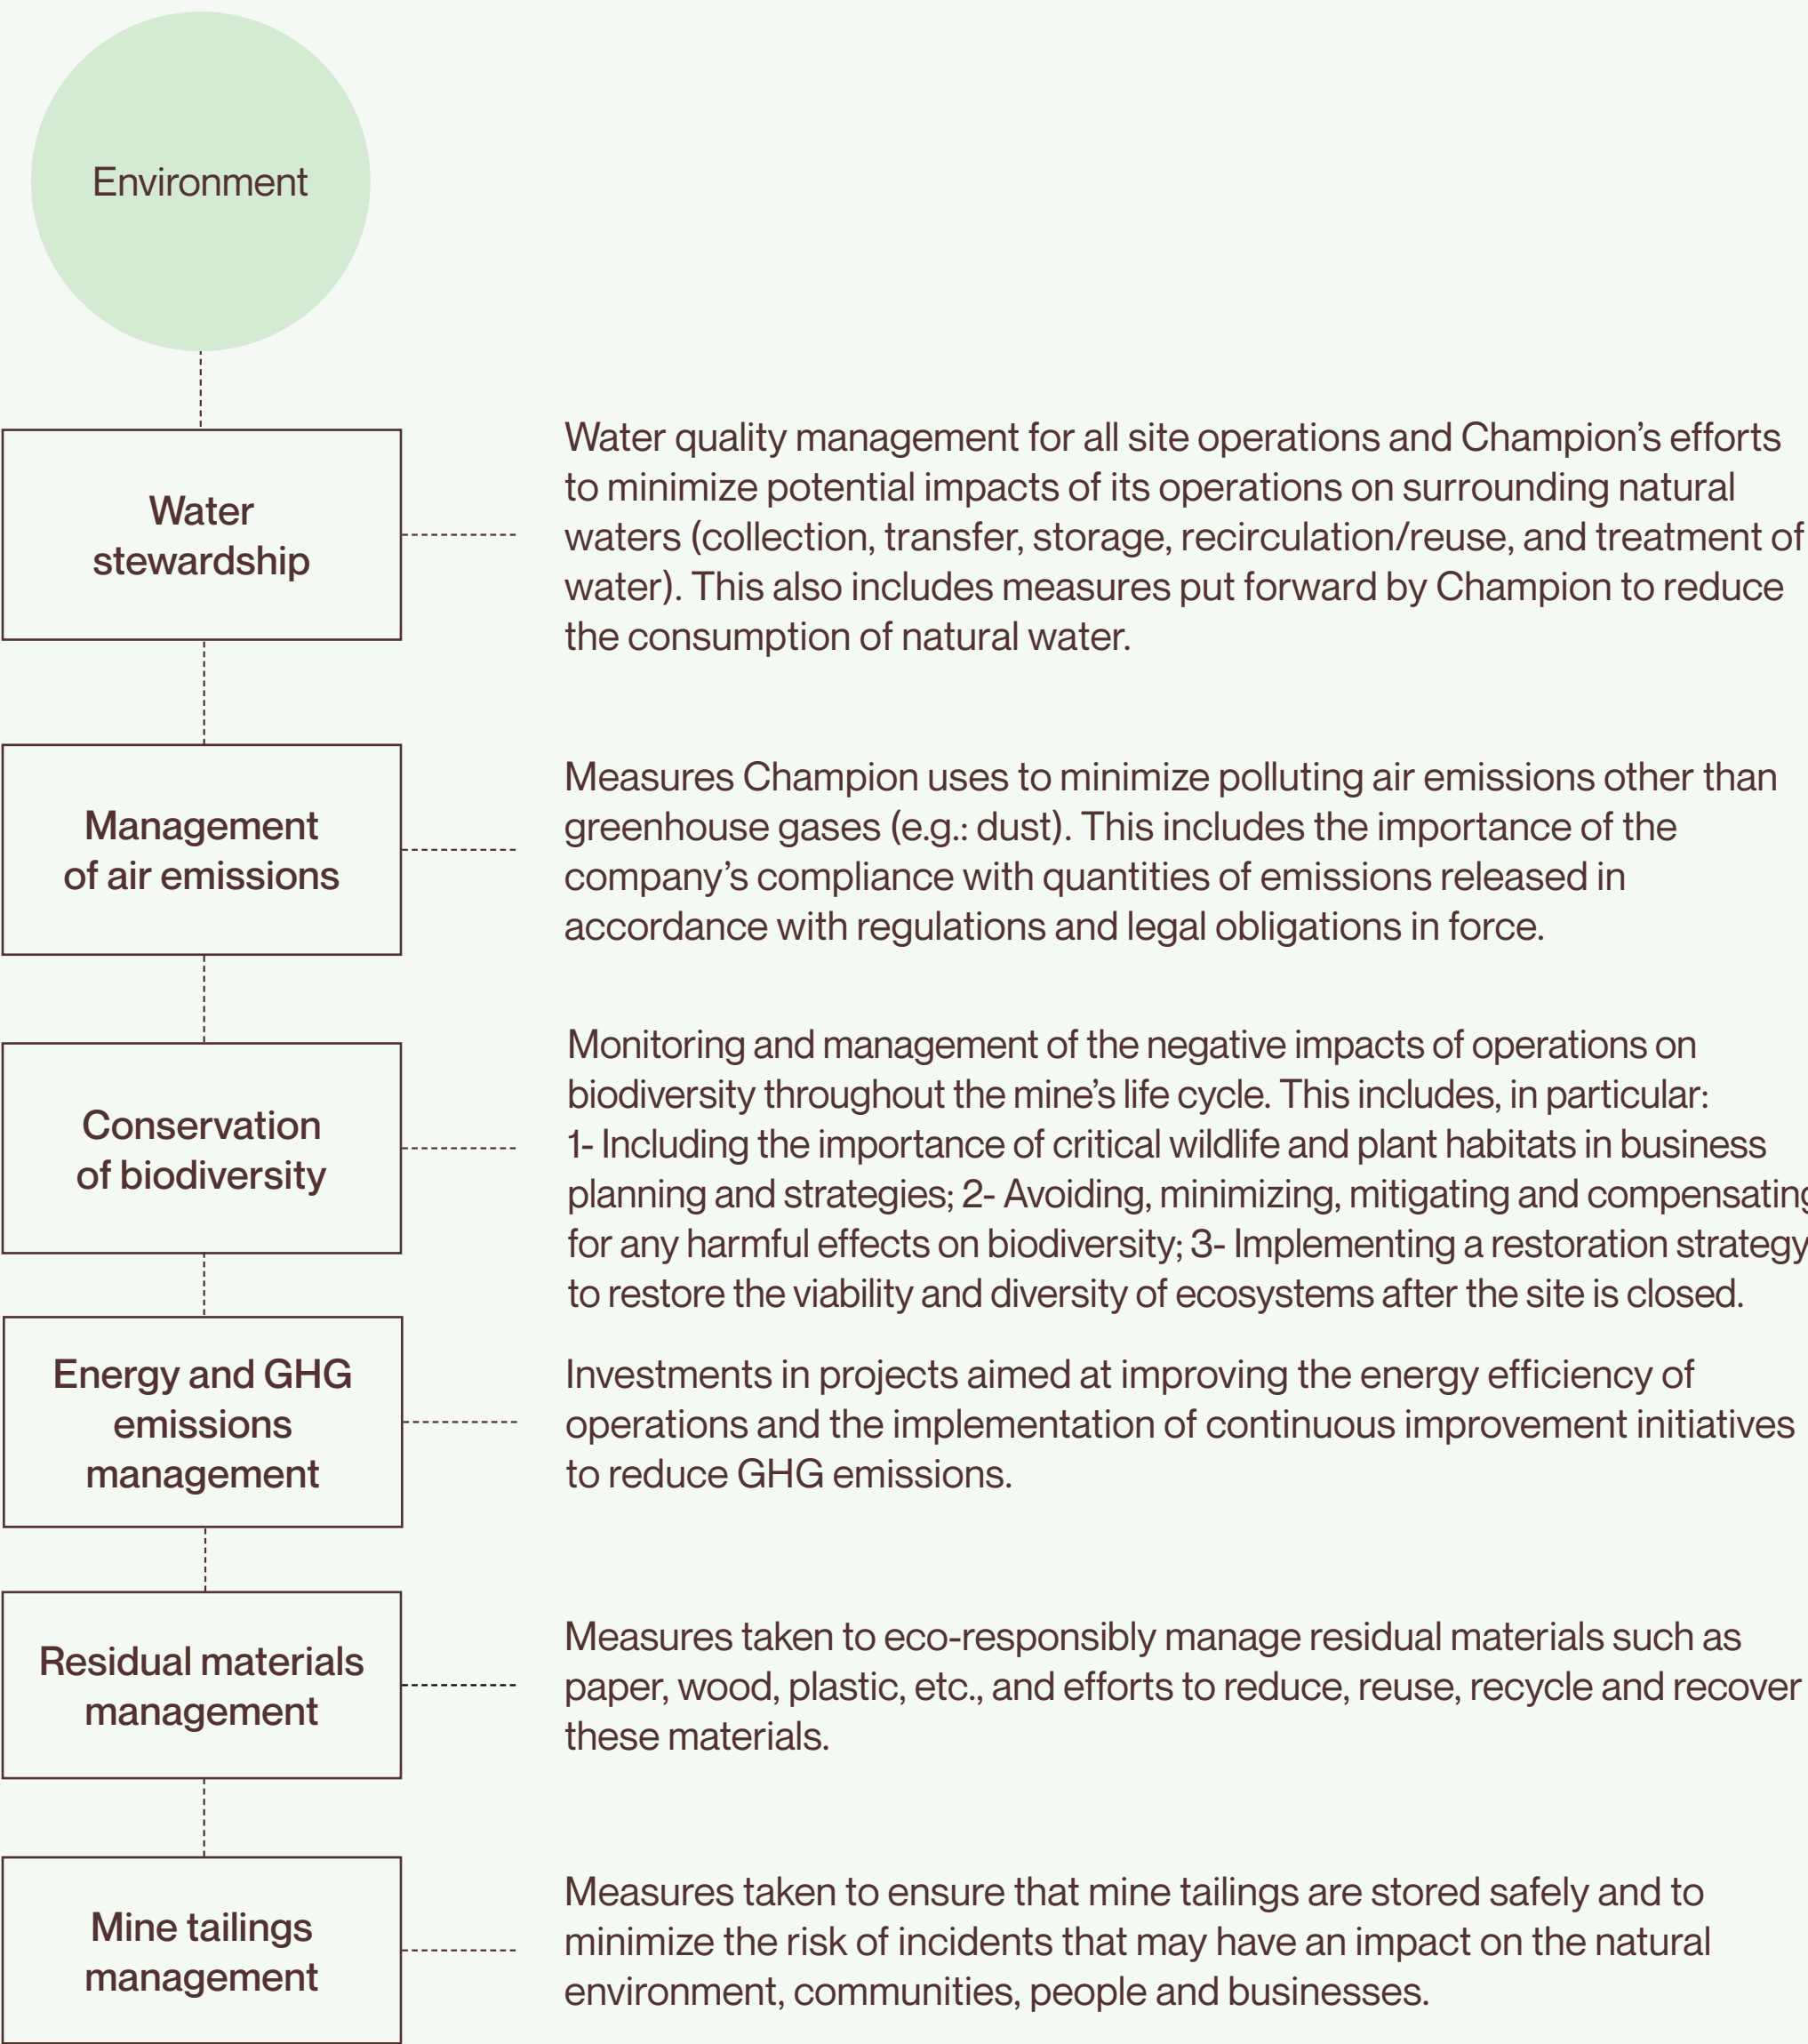 Environment
Water
stewardship
Water quality management for all site operations and Champion’s efforts
to minimize potential impacts of its operations on surrounding natural
waters (collection, transfer, storage, recirculation/reuse, and treatment of
water). This also includes measures put forward by Champion to reduce
the consumption of natural water.
Management
of air emissions
Measures Champion uses to minimize polluting air emissions other than
greenhouse gases (e.g.: dust). This includes the importance of the
company’s compliance with quantities of emissions released in
accordance with regulations and legal obligations in force.
Conservation
of biodiversity
Monitoring and management of the negative impacts of operations on
biodiversity throughout the mine’s life cycle. This includes, in particular:
1- Including the importance of critical wildlife and plant habitats in business
planning and strategies; 2- Avoiding, minimizing, mitigating and compensating
for any harmful effects on biodiversity; 3- Implementing a restoration strategy
to restore the viability and diversity of ecosystems after the site is closed.
Energy and GHG
emissions
management
Investments in projects aimed at improving the energy efficiency of
operations and the implementation of continuous improvement initiatives
to reduce GHG emissions.
Residual materials
management
Measures taken to eco-responsibly manage residual materials such as
paper, wood, plastic, etc., and efforts to reduce, reuse, recycle and recover
these materials.
Mine tailings
management
Measures taken to ensure that mine tailings are stored safely and to
minimize the risk of incidents that may have an impact on the natural
environment, communities, people and businesses.